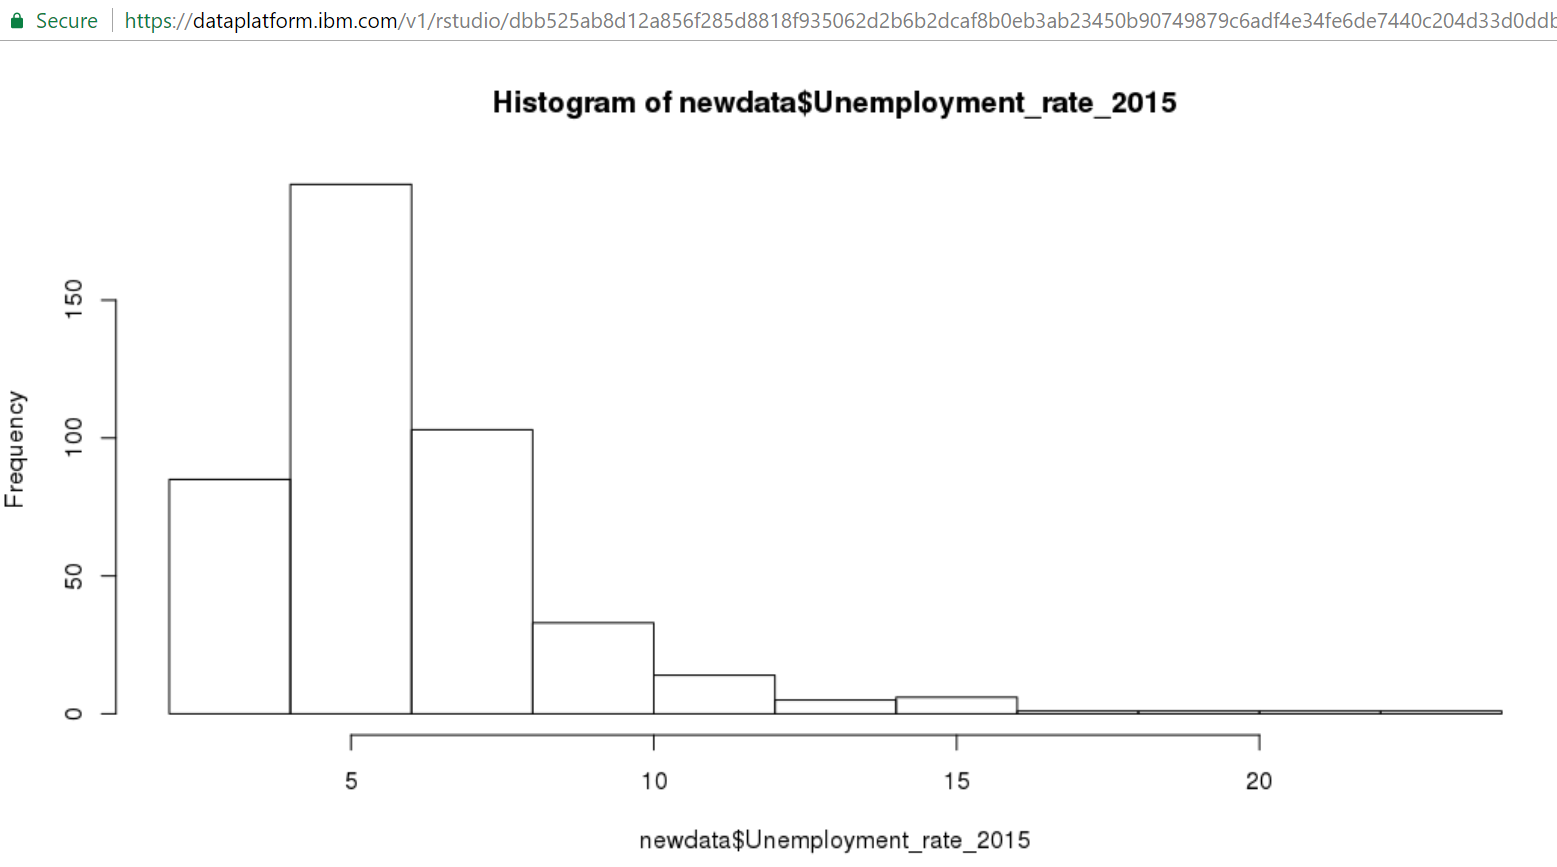 Secure https://dataplatform.ibm.com/v1/rstudio/dbb525ab8d12a856f285d8818f935062d2b6b2dcaf8b0eb3ab23450b90749879c6adf4e34fe6de7440c204d33d0ddb
Histogram of newdata$Unemployment_rate_2015
Frequency
150
100
50
0
5 10 15 20
newdata$Unemployment_rate_2015